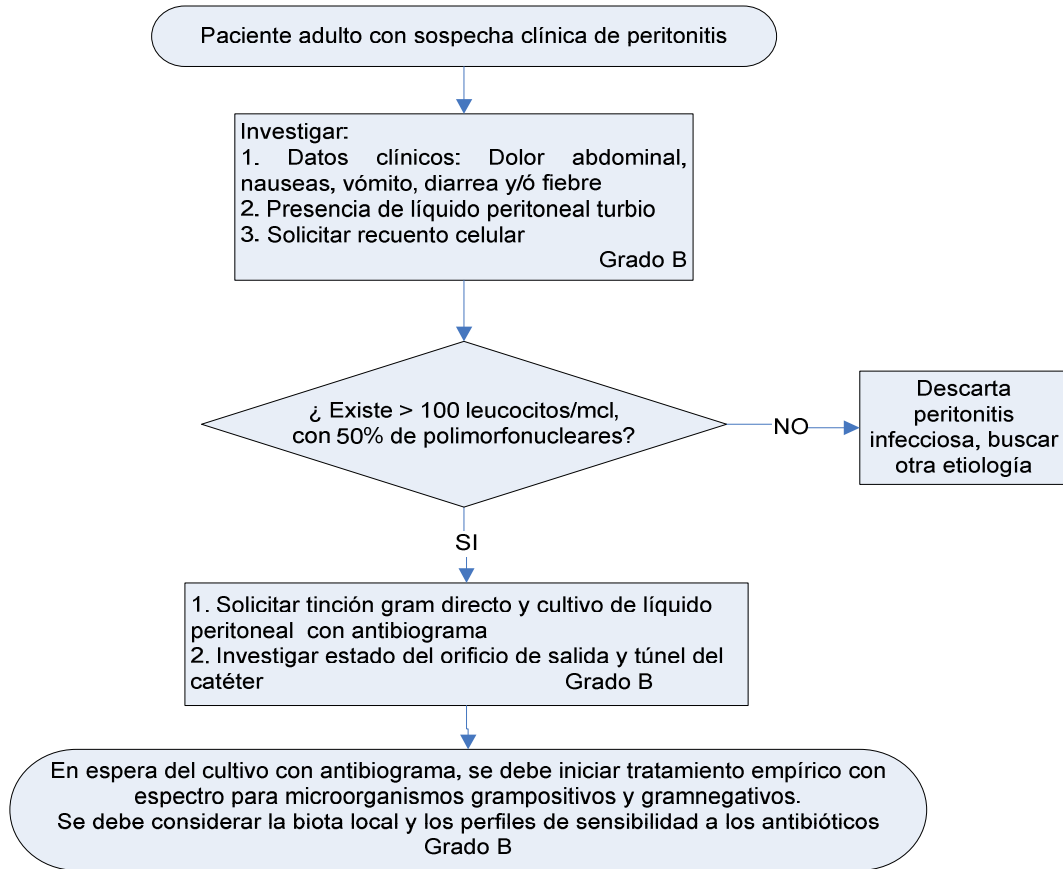 Paciente adulto con sospecha clínica de peritonitis
Investigar:
1. Datos clínicos: Dolor abdominal,
nauseas, vómito, diarrea y/ó fiebre
2. Presencia de líquido peritoneal turbio
3. Solicitar recuento celular
Grado B
¿ Existe > 100 leucocitos/mcl,
con 50% de polimorfonucleares?
NO
Descarta
peritonitis
infecciosa, buscar
otra etiología
SI
1. Solicitar tinción gram directo y cultivo de líquido
peritoneal con antibiograma
2. Investigar estado del orificio de salida y túnel del
catéter Grado B
En espera del cultivo con antibiograma, se debe iniciar tratamiento empírico con
espectro para microorganismos grampositivos y gramnegativos.
Se debe considerar la biota local y los perfiles de sensibilidad a los antibióticos
Grado B